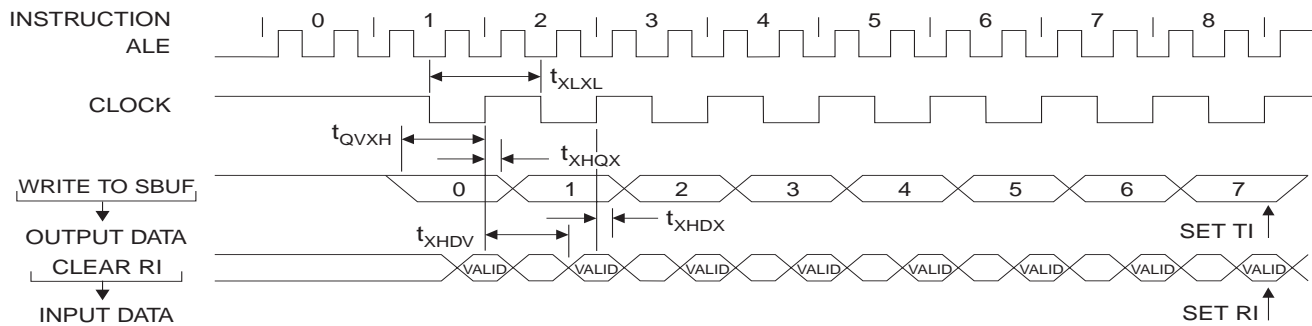 INSTRUCTION 0 1 2 3 4 5 6 7 8
ALE
tXLXL
CLOCK
tQVXH
tXHQX
WRITE TO SBUF 0 1 2 3 4 5 6 7
tXHDX
OUTPUT DATA tXHDV SET TI
CLEAR RI VALID VALID VALID VALID VALID VALID VALID VALID
INPUT DATA SET RI